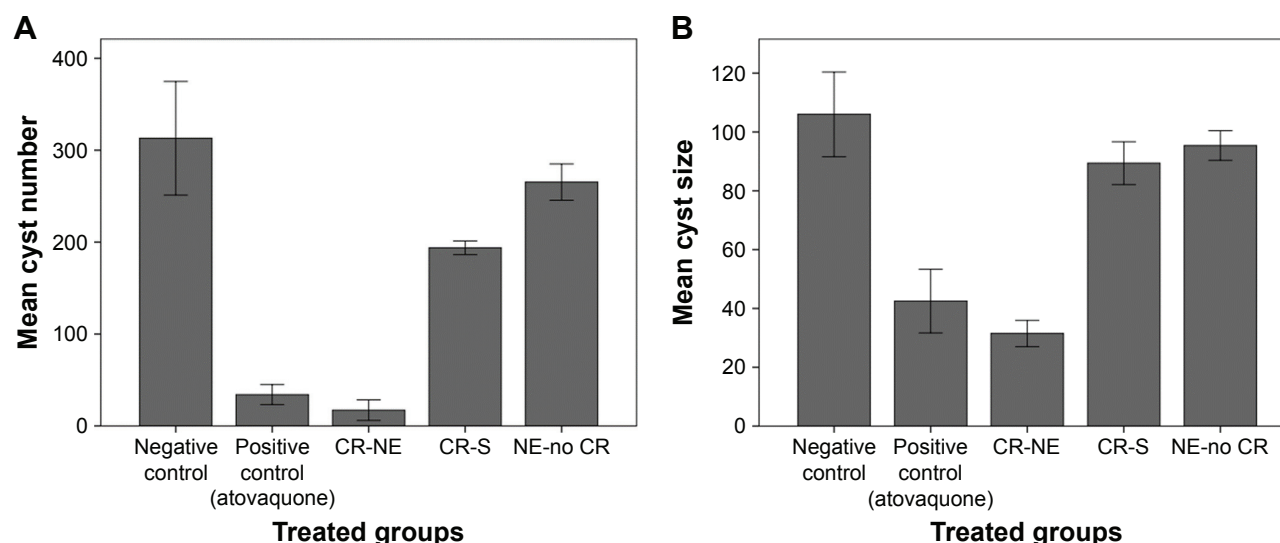 A
Mean cyst number
400
300
200
100
0
Negative
control
Positive
control
(atovaquone)
CR-NE
CR-S
NE-no CR
Treated groups
B
Mean cyst size
120
100
80
60
40
20
0
Negative
control
Positive
control
(atovaquone)
CR-NE
CR-S
NE-no CR
Treated groups